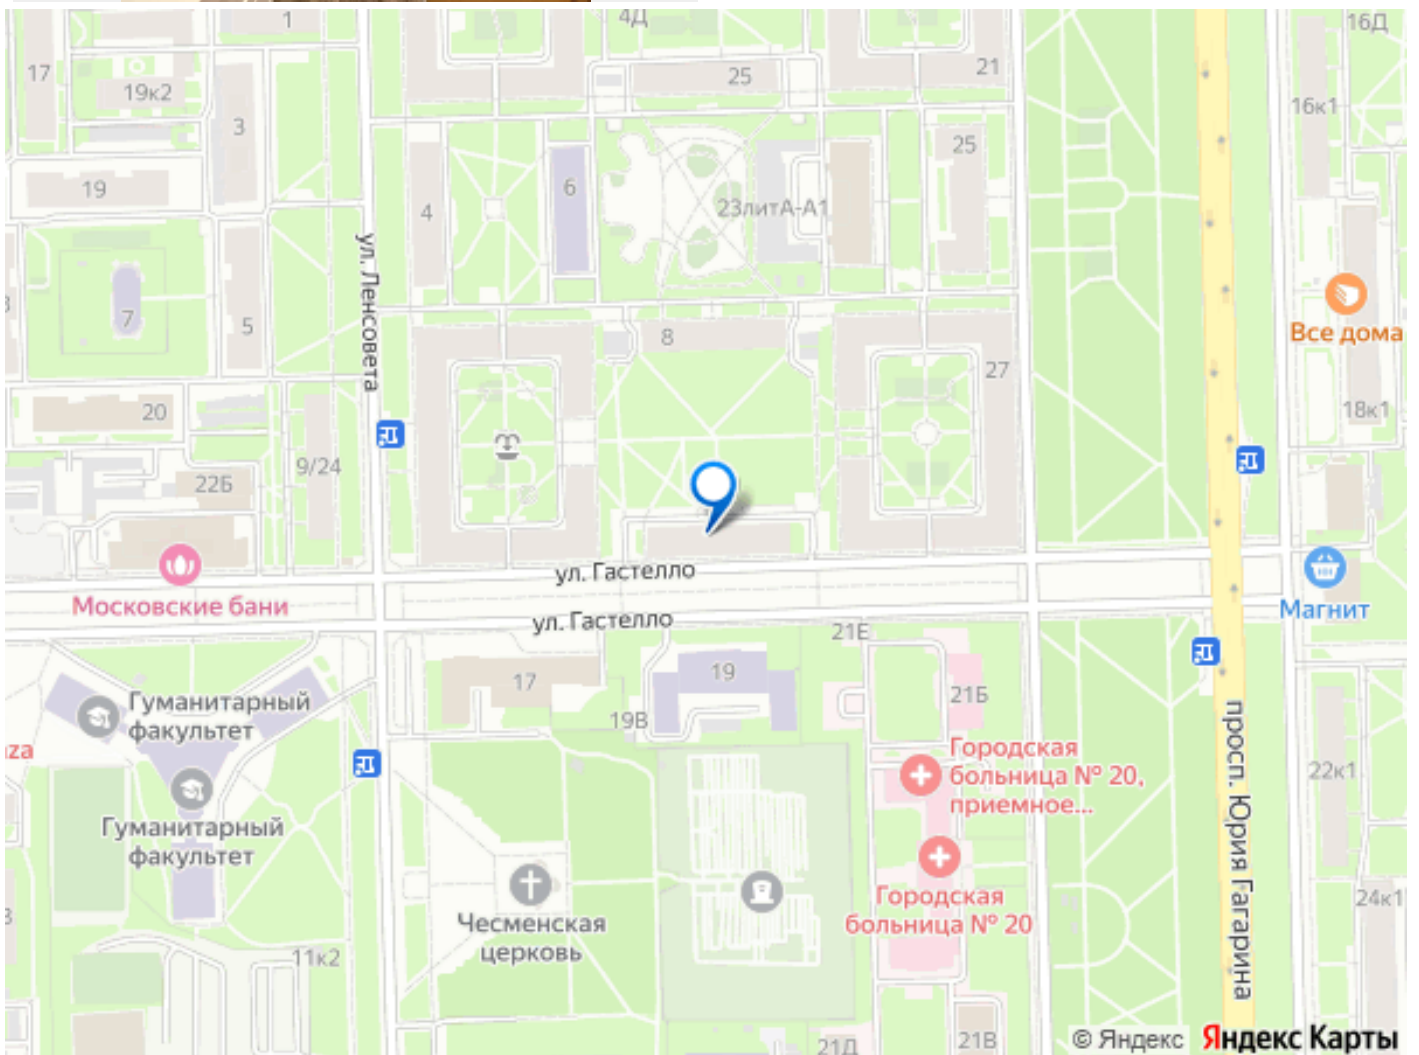 1
4Д
16Д
17
19к2
25
21
16к1
3
25
19
6
4
23литА-А1
ул. Ленсовета
7
5
8
Все дома
27
20
18к1
9/24
22Б
ул. Гастелло
Московские бани
Магнит
ул. Гастелло
21Е
17
19
21Б
Гуманитарный
факультет
19В
za
Городская
больница № 20,
приемное...
просп. Юрия Гагарина
22к1
Гуманитарный
факультет
Городская
больница № 20
24к1
Чесменская
церковь
11к2
21Д
21В
© Яндекс Яндекс Карты